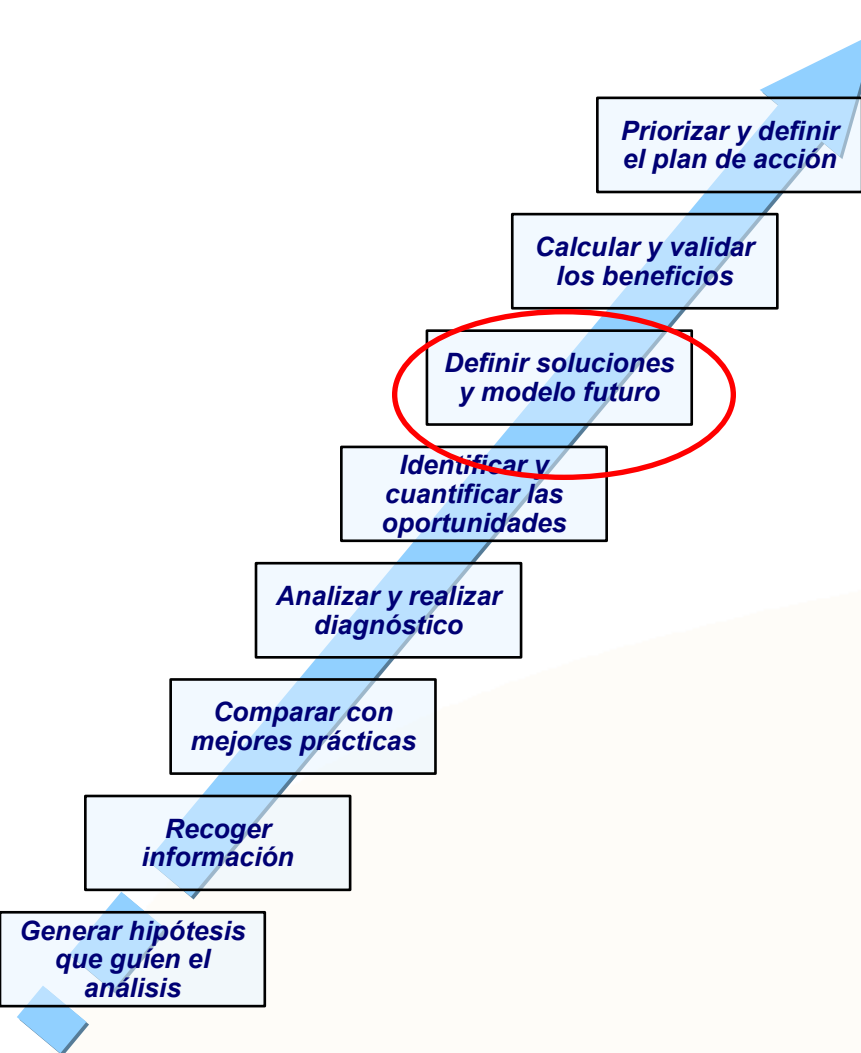 Priorizar y definir
el plan de acción
Calcular y validar
los beneficios
Definir soluciones
y modelo futuro
Identificar y
cuantificar las
oportunidades
Analizar y realizar
diagnóstico
Comparar con
mejores prácticas
Recoger
información
Generar hipótesis
que guíen el
análisis